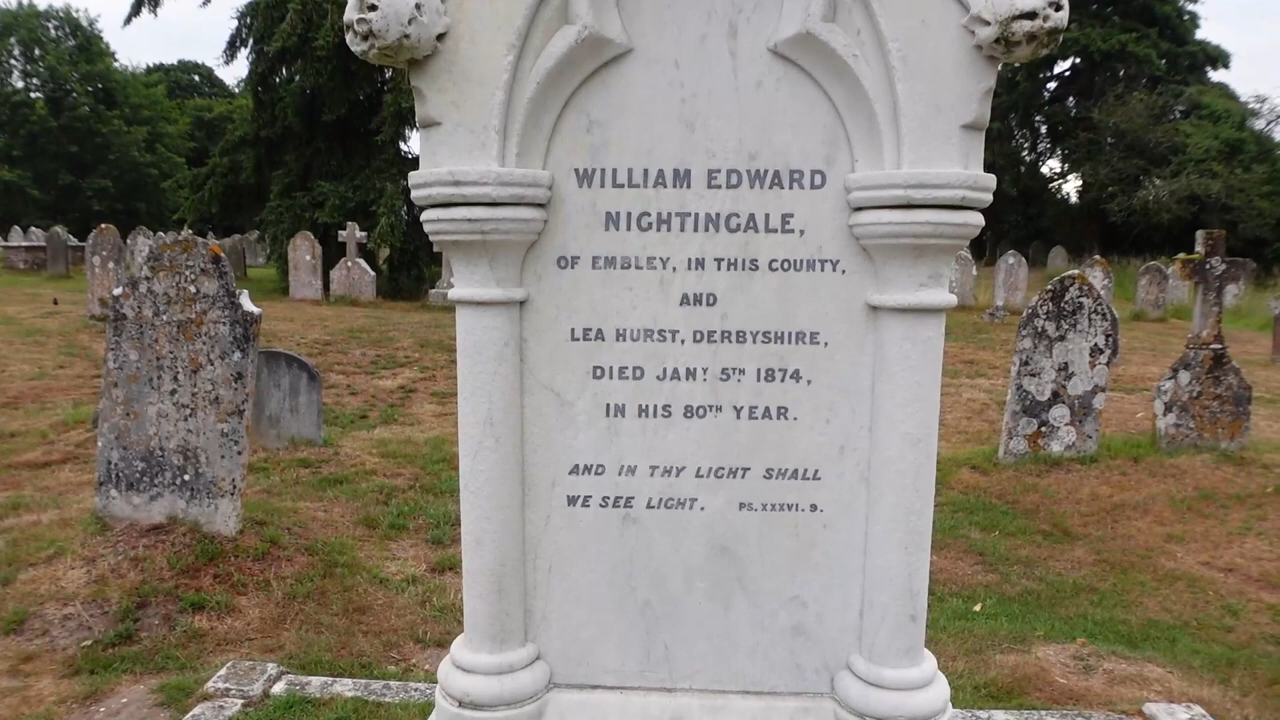 WILLIAM EDWARD
NIGHTINGALE,
OF EMBLEY, IN THIS COUNTY,
AND
LEA HURST, DERBYSHIRE,
DIED JANY 5TH 1874,
IN HIS 80TH YEAR.
AND IN THY LIGHT SHALL
WE SEE LIGHT. PS. XXXVI. 9.